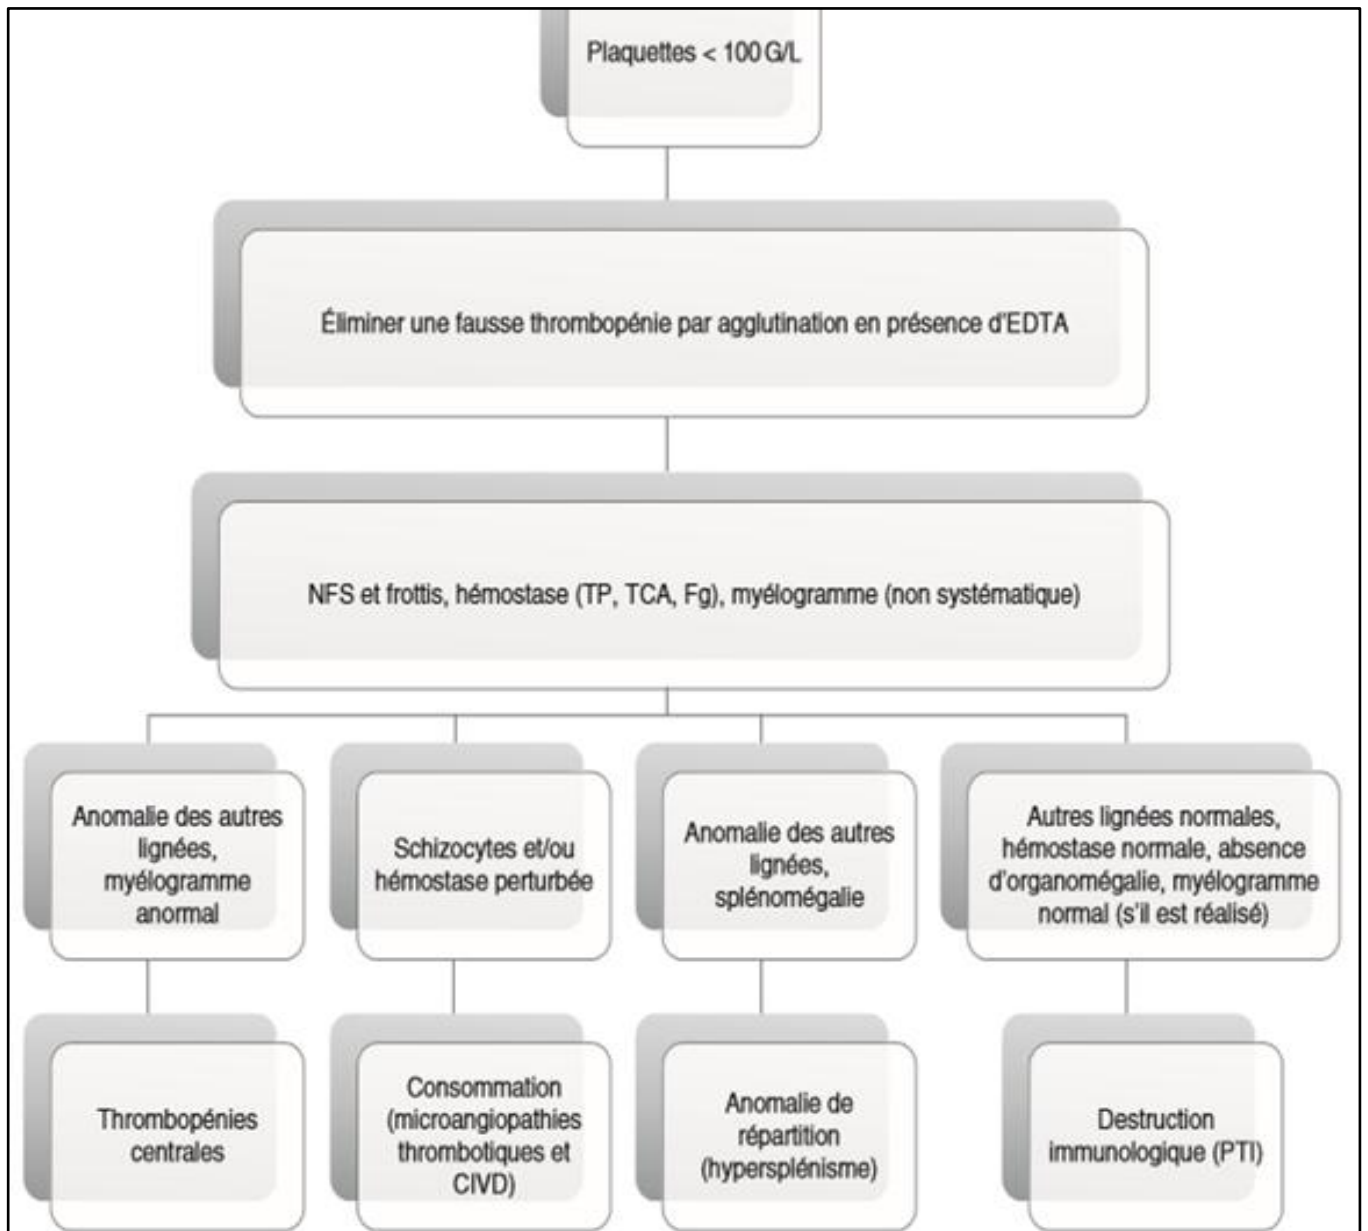 Plaquettes < 100 G/L
Éliminer une fausse thrombopénie par agglutination en présence d'EDTA
NFS et frottis, hémostase (TP, TCA, Fg), myélogramme (non systématique)
Anomalie des autres
lignées,
myélogramme
anormal
Schizocytes et/ou
hémostase perturbée
Anomalie des autres
lignées,
splénomégalie
Autres lignées normales,
hémostase normale, absence
d'organomégalie, myélogramme
normal (s'il est réalisé)
Thrombopénies
centrales
Consommation
(microangiopathies
thrombotiques et
CIVD)
Anomalie de
répartition
(hypersplénisme)
Destruction
immunologique (PTI)